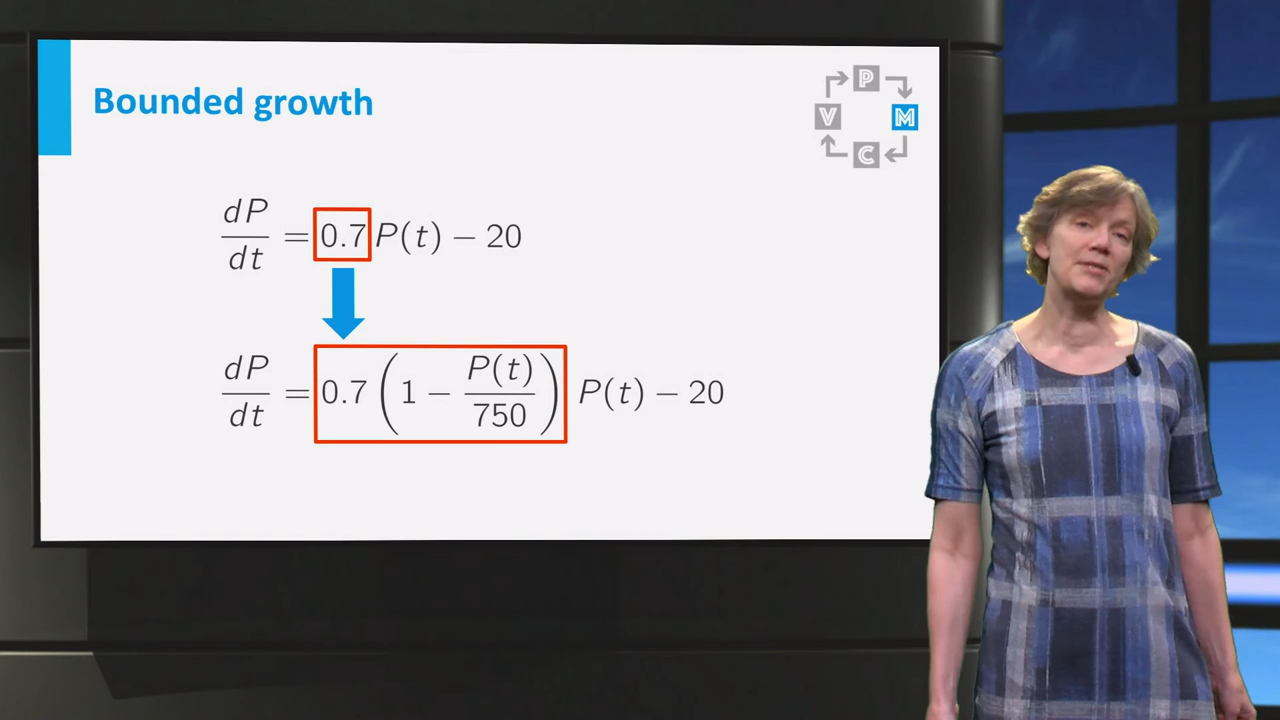 Bounded growth
P
V M
C
dP/dt = 0.7 P(t) − 20
dP/dt = 0.7 (1 − P(t)/750) P(t) − 20